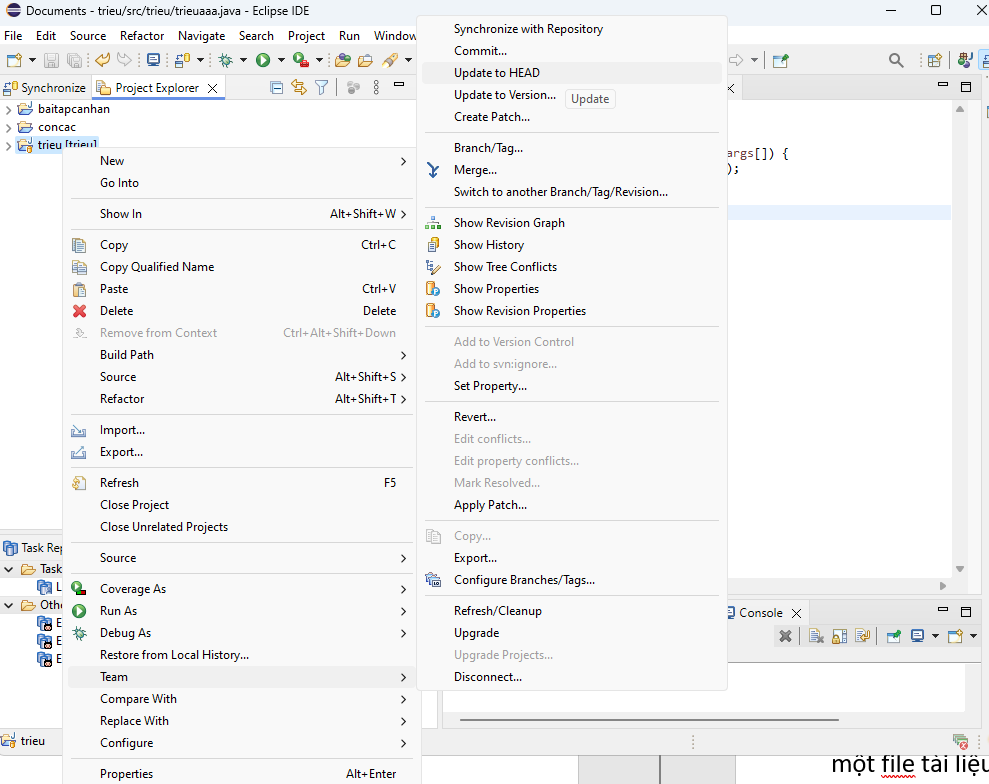 Documents - trieu/src/trieu/trieuaaa.java - Eclipse IDE
File Edit Source Refactor Navigate Search Project Run Window
Synchronize Project Explorer
baitapcanhan
concac
trieu [trieu]
New
Go Into
Show In Alt+Shift+W
Copy Ctrl+C
Copy Qualified Name
Paste Ctrl+V
Delete Delete
Remove from Context Ctrl+Alt+Shift+Down
Build Path
Source Alt+Shift+S
Refactor Alt+Shift+T
Import...
Export...
Refresh F5
Close Project
Close Unrelated Projects
Source
Coverage As
Run As
Debug As
Restore from Local History...
Team
Compare With
Replace With
Configure
Properties Alt+Enter
Synchronize with Repository
Commit...
Update to HEAD
Update to Version...
Update
Create Patch...
Branch/Tag...
Merge...
Switch to another Branch/Tag/Revision...
Show Revision Graph
Show History
Show Tree Conflicts
Show Properties
Show Revision Properties
Add to Version Control
Add to svn:ignore...
Set Property...
Revert...
Edit conflicts...
Edit property conflicts...
Mark Resolved...
Apply Patch...
Copy...
Export...
Configure Branches/Tags...
Refresh/Cleanup
Upgrade
Upgrade Projects...
Disconnect...
args[]) {
);
Task Rep
Task
L
Othe
E
E
E
Console
trieu
một file tài liệu